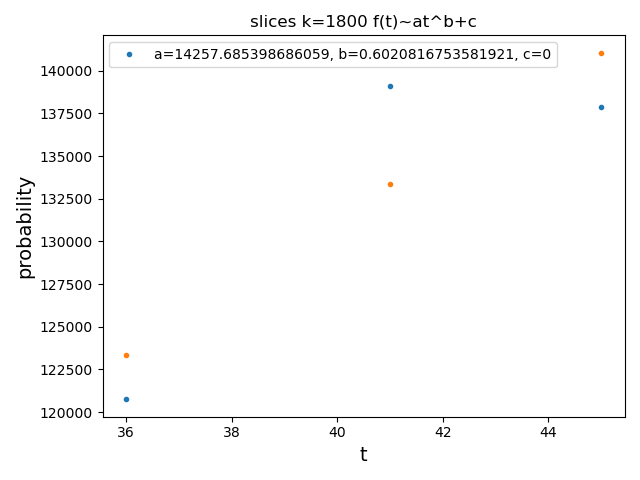 slices k=1800 f(t)~at^b+c
a=14257.685398686059, b=0.6020816753581921, c=0
140000
137500
135000
132500
130000
127500
125000
122500
120000
probability
36 38 40 42 44
t